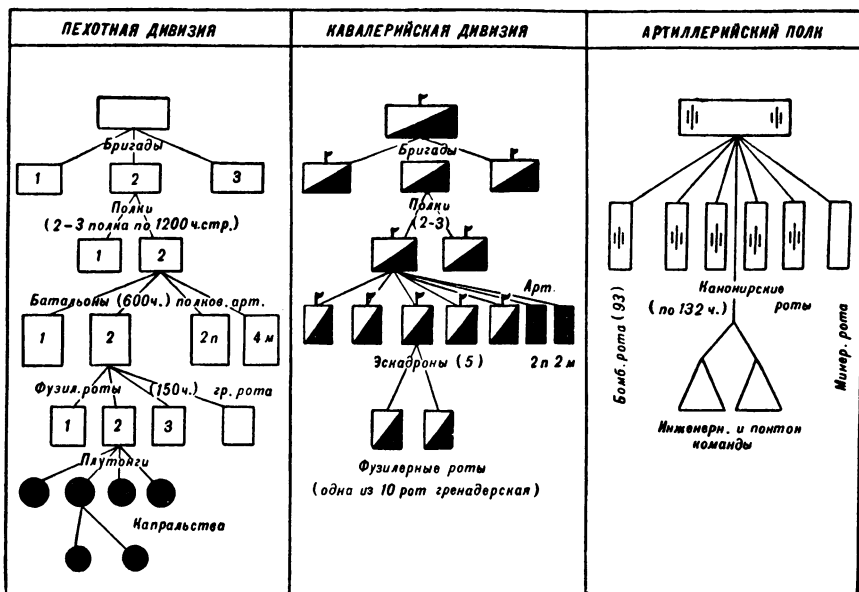 ПЕХОТНАЯ ДИВИЗИЯ
Бригады
1 2 3
Полки
(2-3 полка по 1200 ч.стр.)
1 2
Батальоны (600ч.) полков. арт.
1 2 2п 4м
Фузил. роты (150ч.) гр. рота
1 2 3
Плутонги
Капральства
КАВАЛЕРИЙСКАЯ ДИВИЗИЯ
Бригады
Полки
(2-3)
Арт.
Эскадроны (5) 2п 2м
Фузилерные роты
(одна из 10 рот гренадерская)
АРТИЛЛЕРИЙСКИЙ ПОЛК
Бомб. рота (93)
Канонирские
(по 132 ч.) роты
Минер. рота
Инженерн. и понтон
команды